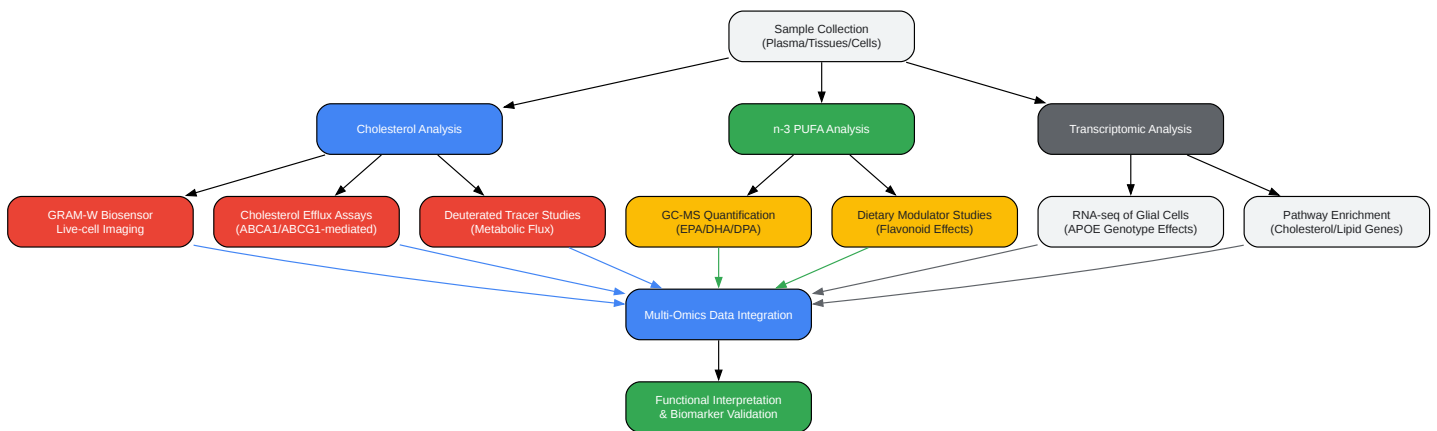 Sample Collection
(Plasma/Tissues/Cells)
Cholesterol Analysis
n-3 PUFA Analysis
Transcriptomic Analysis
GRAM-W Biosensor
Live-cell Imaging
Cholesterol Efflux Assays
(ABCA1/ABCG1-mediated)
Deuterated Tracer Studies
(Metabolic Flux)
GC-MS Quantification
(EPA/DHA/DPA)
Dietary Modulator Studies
(Flavonoid Effects)
RNA-seq of Glial Cells
(APOE Genotype Effects)
Pathway Enrichment
(Cholesterol/Lipid Genes)
Multi-Omics Data Integration
Functional Interpretation
& Biomarker Validation